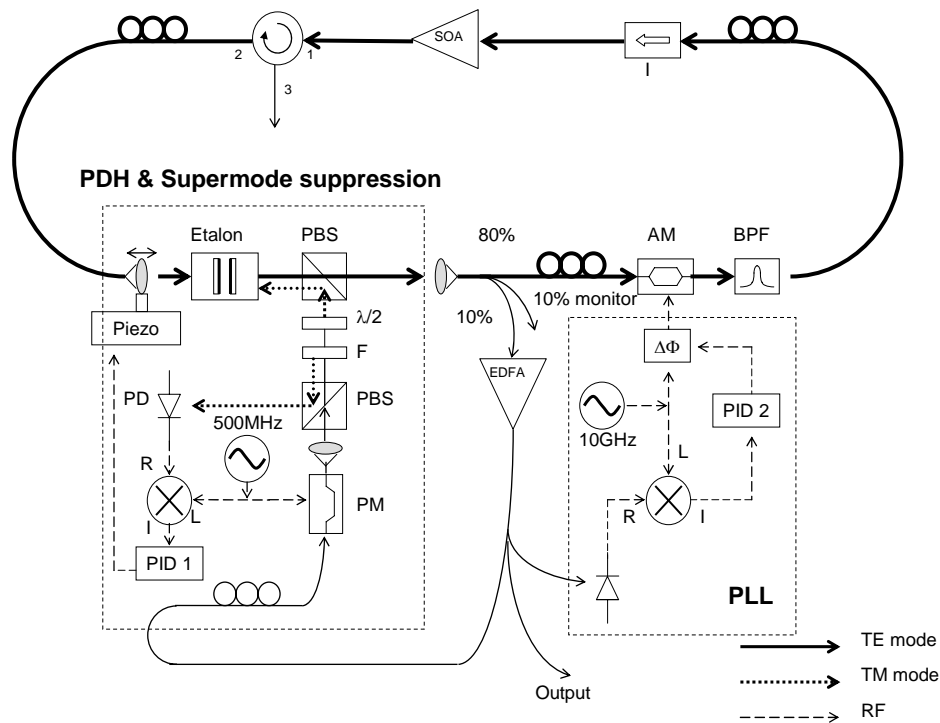 SOA
2
1
3
I
PDH & Supermode suppression
Etalon
PBS
80%
AM
BPF
10% monitor
10%
λ/2
Piezo
F
ΔΦ
EDFA
PD
PBS
500MHz
PID 2
10GHz
L
R
R
I
I
L
PM
PID 1
PLL
TE mode
TM mode
Output
RF